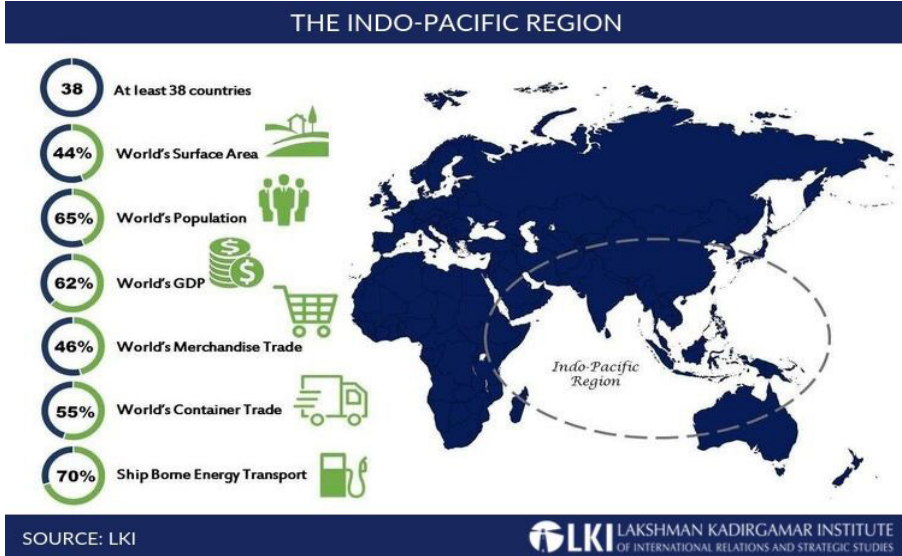 THE INDO-PACIFIC REGION
38
At least 38 countries
44%
World's Surface Area
65%
World's Population
62%
World's GDP
46%
World's Merchandise Trade
55%
World's Container Trade
70%
Ship Borne Energy Transport
$
$
Indo-Pacific
Region
SOURCE: LKI
LKI
LAKSHMAN KADIRGAMAR INSTITUTE
OF INTERNATIONAL RELATIONS AND STRATEGIC STUDIES